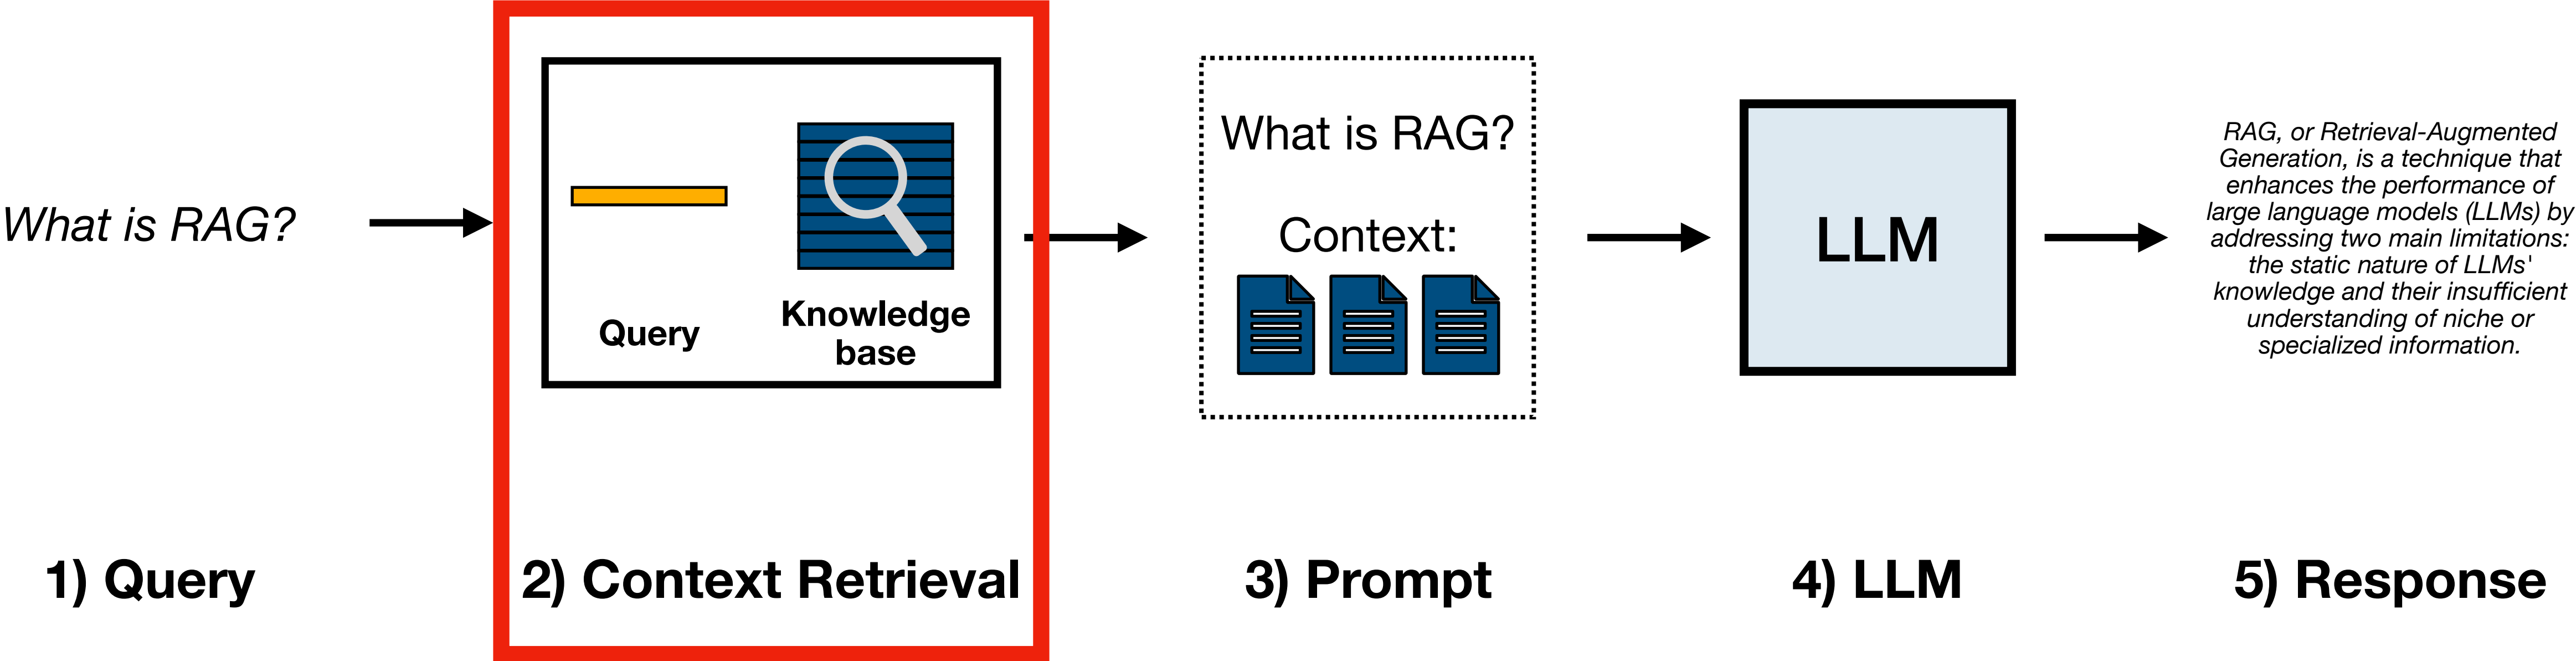 What is RAG?
Query
Knowledge
base
What is RAG?
Context:
LLM
RAG, or Retrieval-Augmented
Generation, is a technique that
enhances the performance of
large language models (LLMs) by
addressing two main limitations:
the static nature of LLMs'
knowledge and their insufficient
understanding of niche or
specialized information.
1) Query
2) Context Retrieval
3) Prompt
4) LLM
5) Response